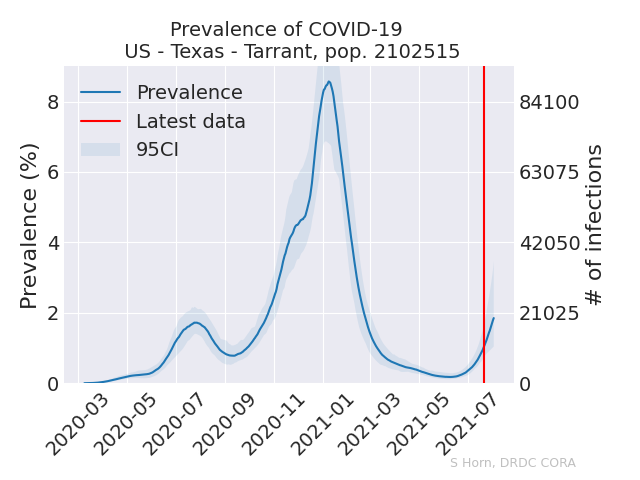 Prevalence of COVID-19
US - Texas - Tarrant, pop. 2102515
Prevalence
Latest data
95CI
Prevalence (%)
8
6
4
2
0
84100
63075
42050
21025
0
# of infections
2020-03
2020-05
2020-07
2020-09
2020-11
2021-01
2021-03
2021-05
2021-07
S Horn, DRDC CORA